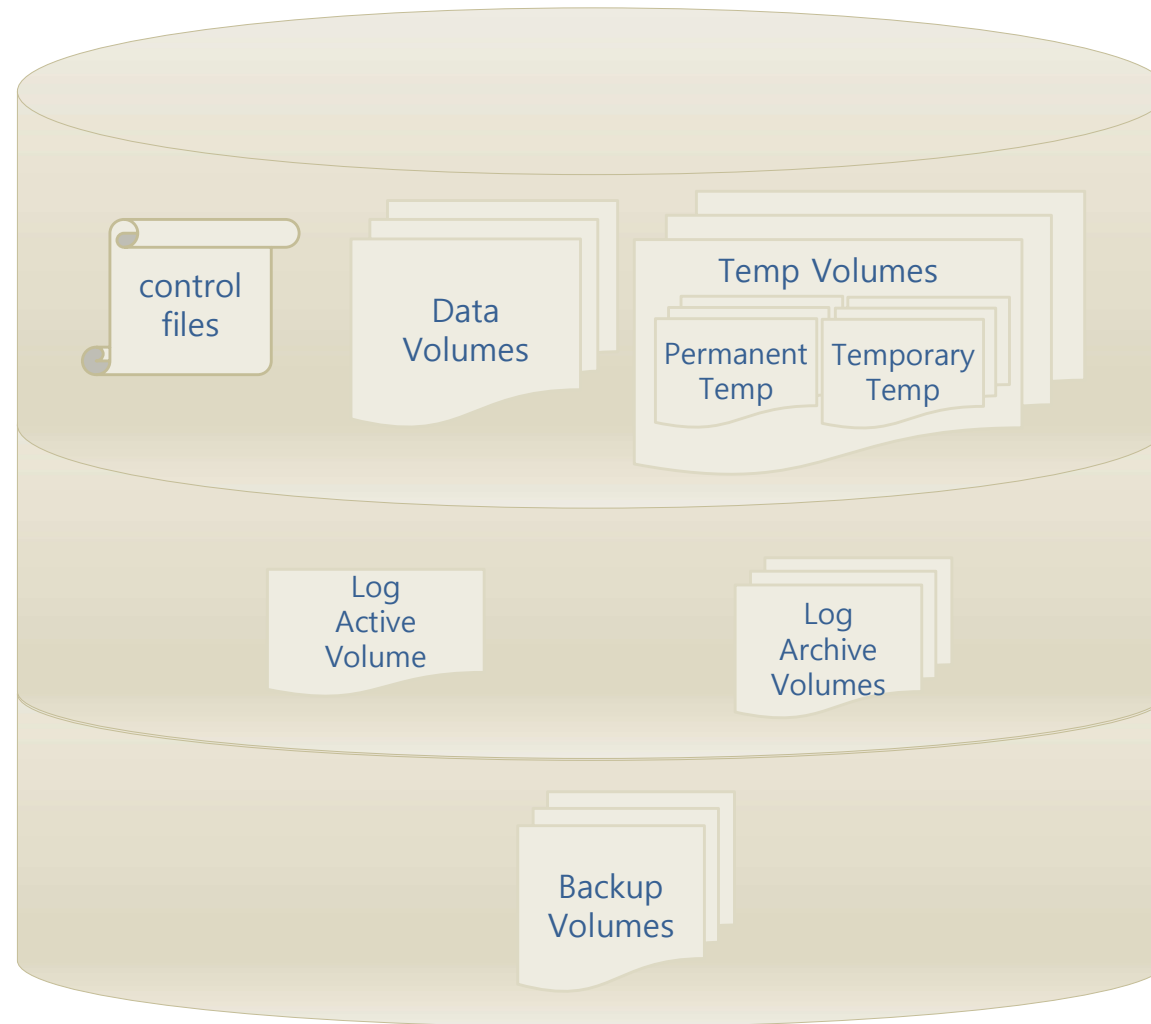 control
files
Data
Volumes
Temp Volumes
Permanent
Temp
Temporary
Temp
Log
Active
Volume
Log
Archive
Volumes
Backup
Volumes